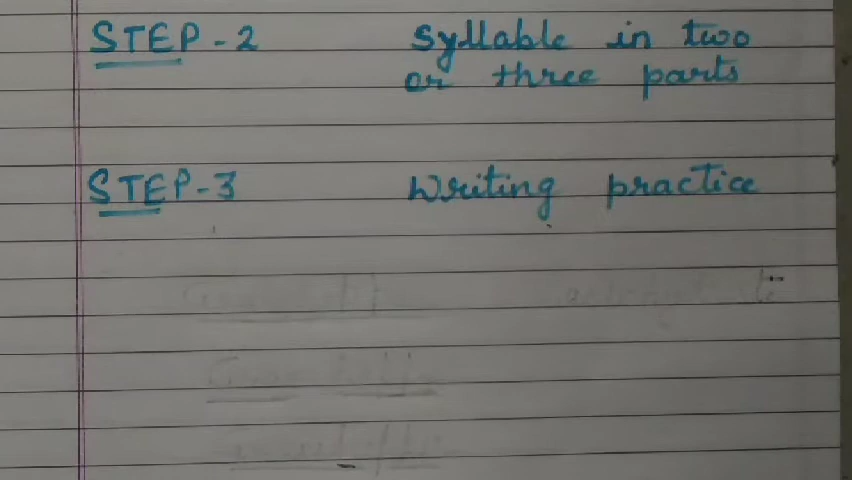 STEP-2 Syllable in two
or three parts
STEP-3 Writing practice